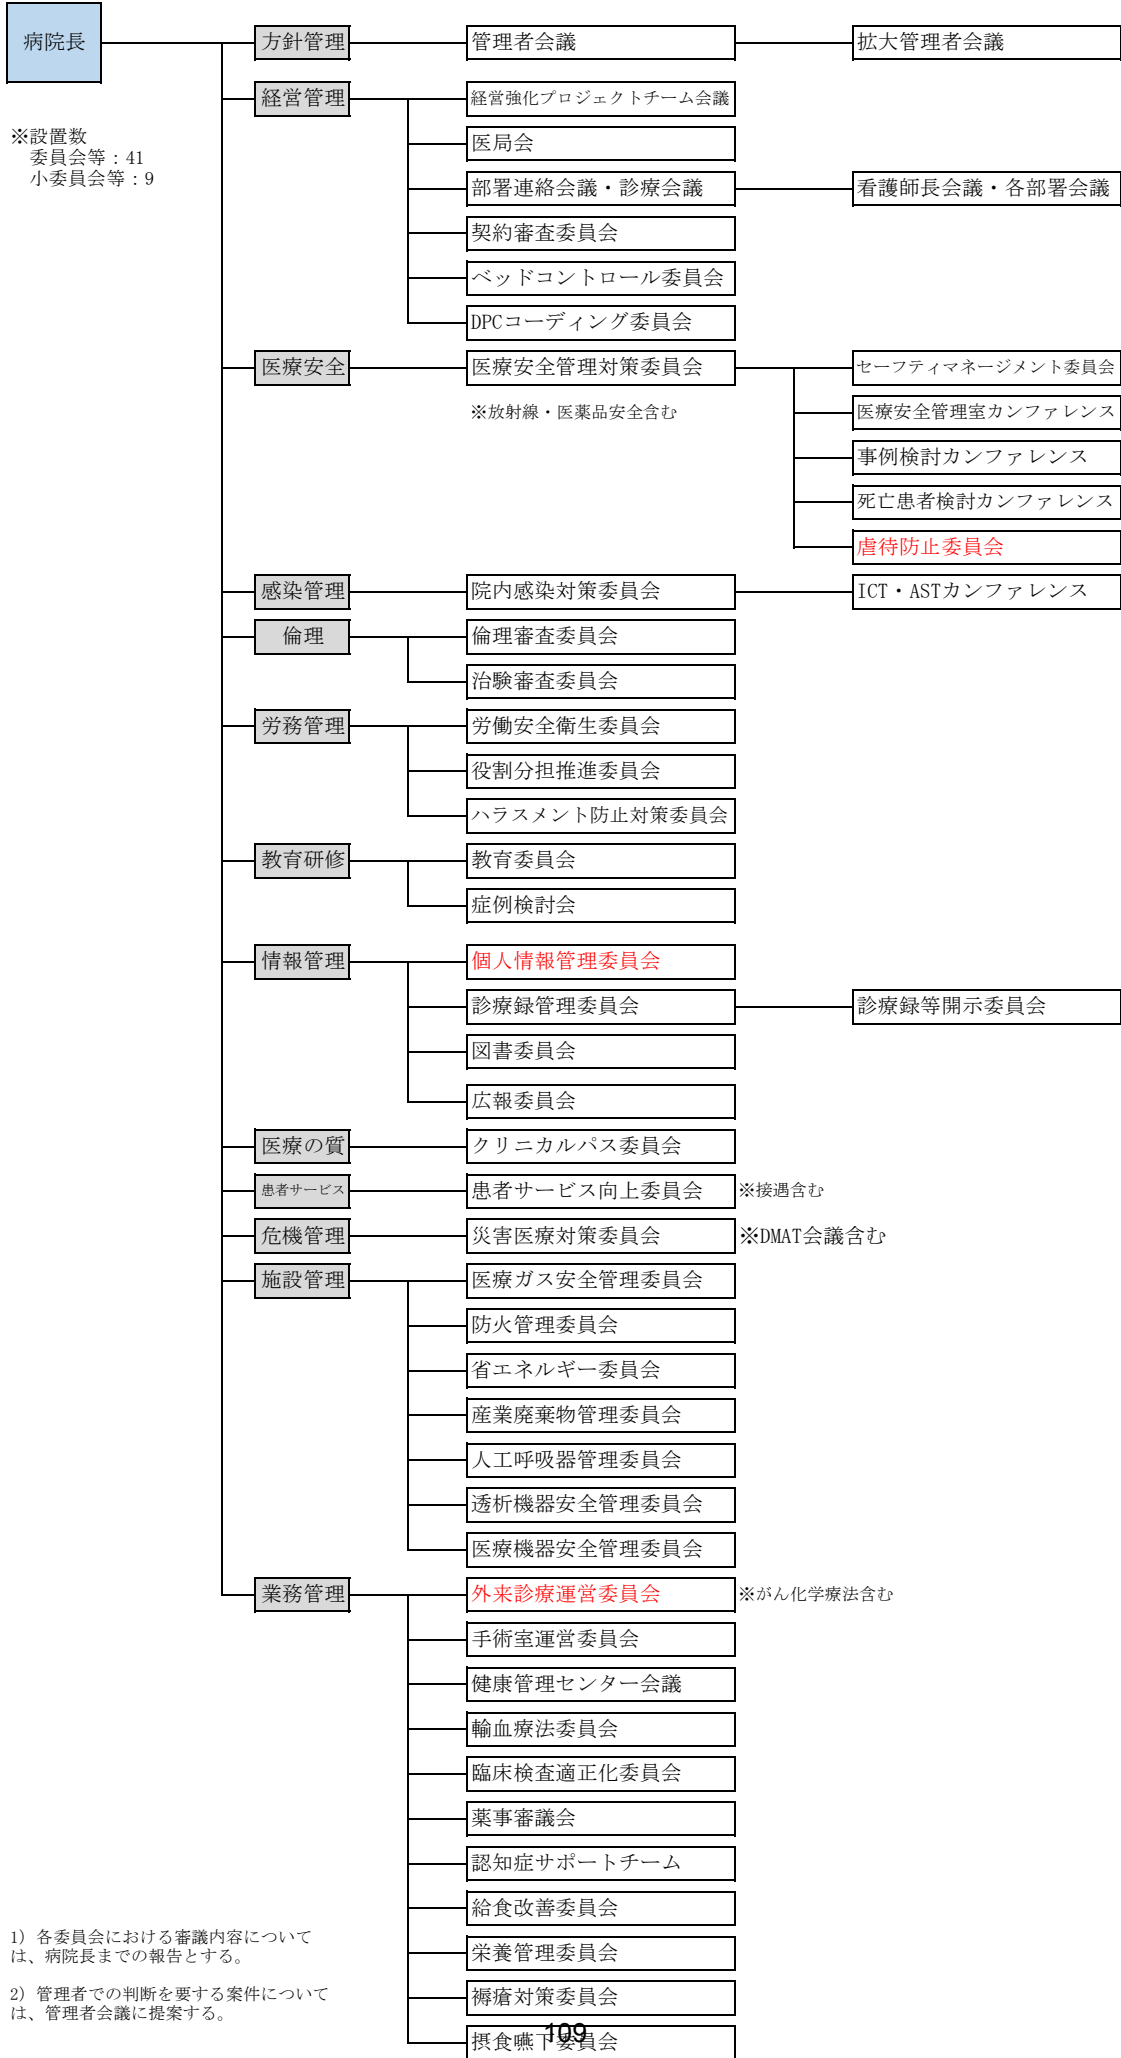 病院長
方針管理
管理者会議
拡大管理者会議
経営管理
経営強化プロジェクトチーム会議
※設置数
委員会等：41
小委員会等：9
医局会
部署連絡会議・診療会議
看護師長会議・各部署会議
契約審査委員会
ベッドコントロール委員会
DPCコーディング委員会
医療安全
医療安全管理対策委員会
セーフティマネージメント委員会
※放射線・医薬品安全含む
医療安全管理室カンファレンス
事例検討カンファレンス
死亡患者検討カンファレンス
虐待防止委員会
感染管理
院内感染対策委員会
ICT・ASTカンファレンス
倫理
倫理審査委員会
治験審査委員会
労務管理
労働安全衛生委員会
役割分担推進委員会
ハラスメント防止対策委員会
教育研修
教育委員会
症例検討会
情報管理
個人情報管理委員会
診療録管理委員会
診療録等開示委員会
図書委員会
広報委員会
医療の質
クリニカルパス委員会
患者サービス
患者サービス向上委員会
※接遇含む
危機管理
災害医療対策委員会
※DMAT会議含む
施設管理
医療ガス安全管理委員会
防火管理委員会
省エネルギー委員会
産業廃棄物管理委員会
人工呼吸器管理委員会
透析機器安全管理委員会
医療機器安全管理委員会
業務管理
外来診療運営委員会
※がん化学療法含む
手術室運営委員会
健康管理センター会議
輸血療法委員会
臨床検査適正化委員会
薬事審議会
認知症サポートチーム
給食改善委員会
栄養管理委員会
褥瘡対策委員会
摂食嚥下委員会
1）各委員会における審議内容について
は、病院長までの報告とする。
2）管理者での判断を要する案件について
は、管理者会議に提案する。
109